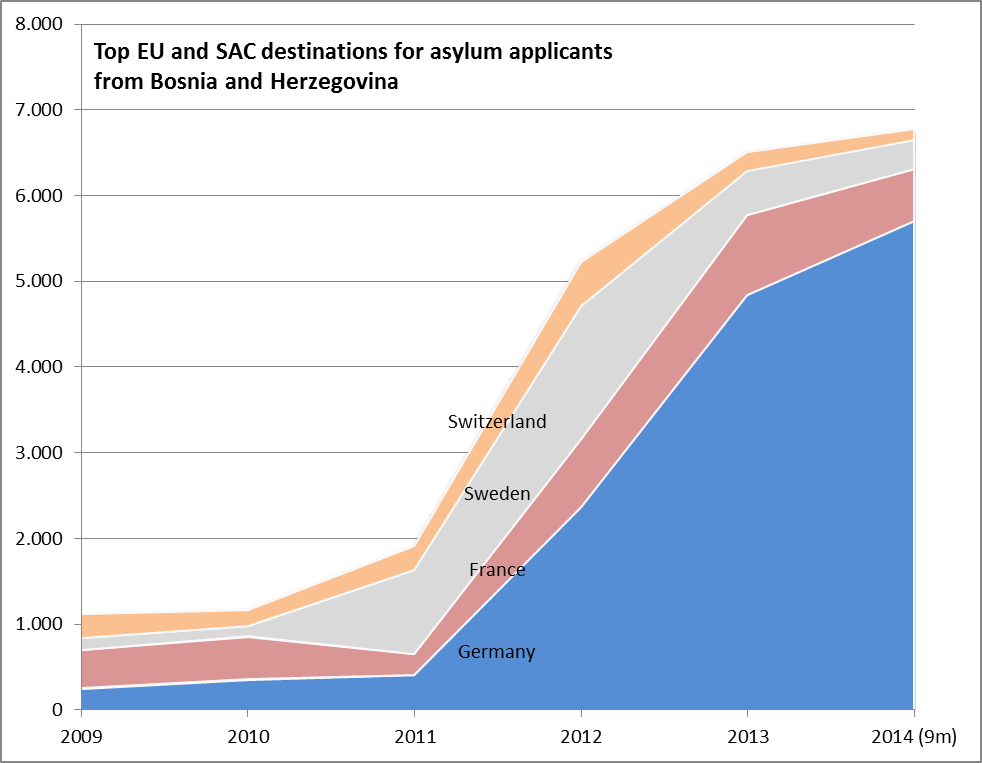 8.000
Top EU and SAC destinations for asylum applicants
from Bosnia and Herzegovina
7.000
6.000
5.000
4.000
Switzerland
3.000
Sweden
2.000
France
1.000
Germany
0
2009 2010 2011 2012 2013 2014 (9m)